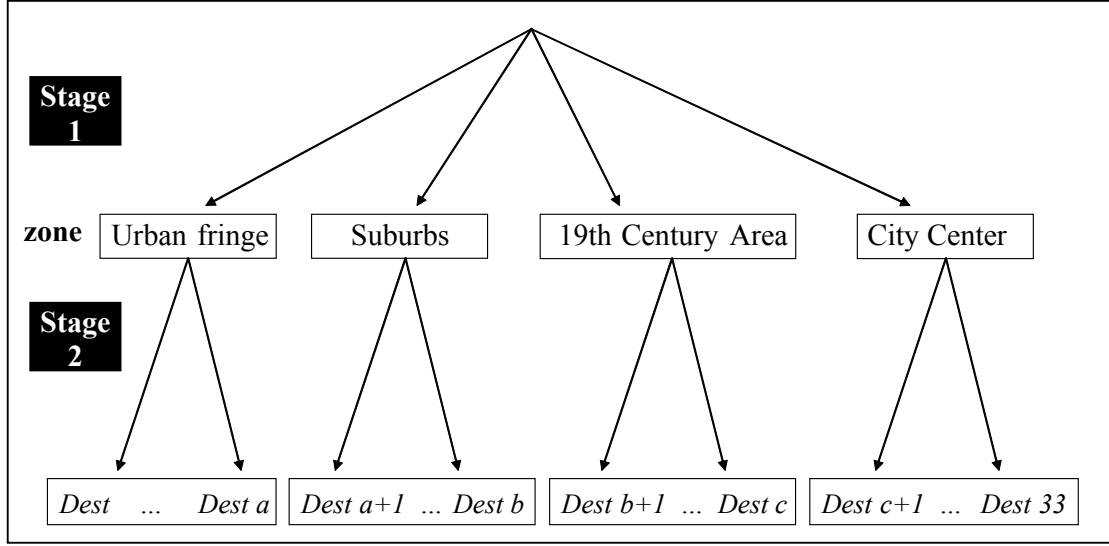 Stage
1
zone
Urban fringe
Suburbs
19th Century Area
City Center
Stage
2
Dest ... Dest a
Dest a+1 ... Dest b
Dest b+1 ... Dest c
Dest c+1 ... Dest 33